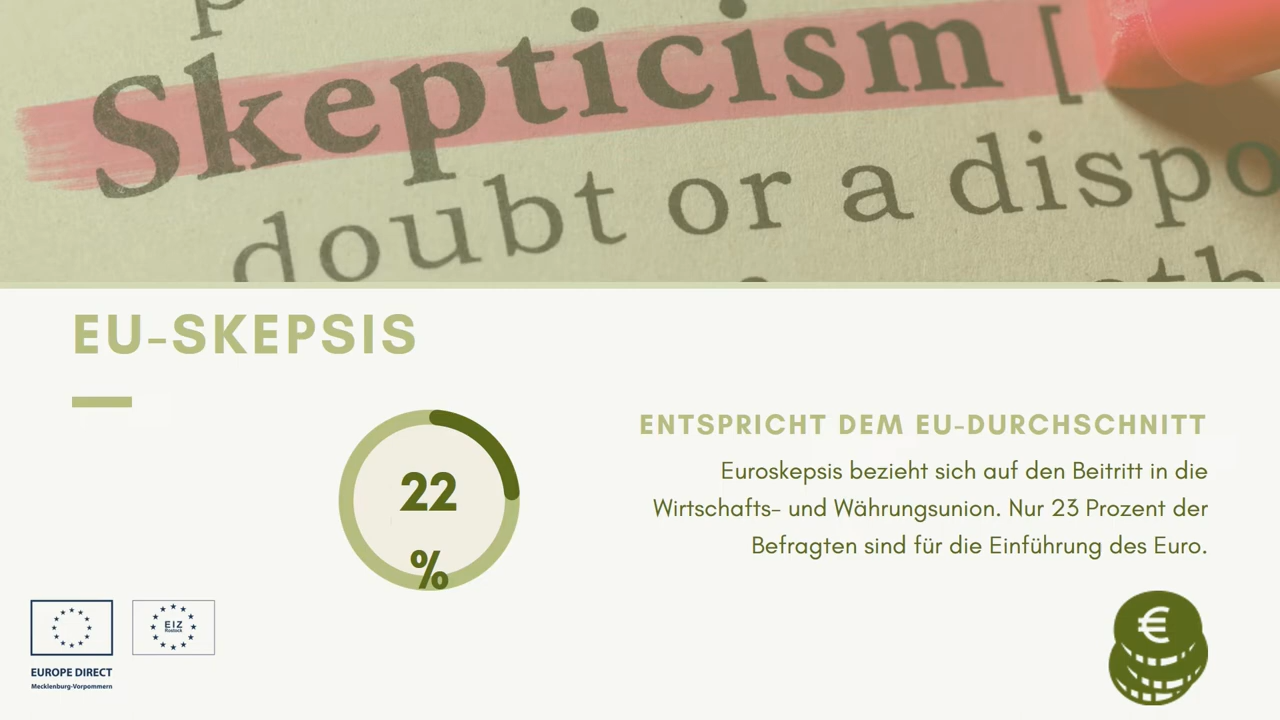 Skepticism [
doubt or a dispo
EU-SKEPSIS
22
%
ENTSPRICHT DEM EU-DURCHSCHNITT
Euroskepsis bezieht sich auf den Beitritt in die
Wirtschafts- und Währungsunion. Nur 23 Prozent der
Befragten sind für die Einführung des Euro.
EIZ
Rostock
EUROPE DIRECT
Mecklenburg-Vorpommern
€